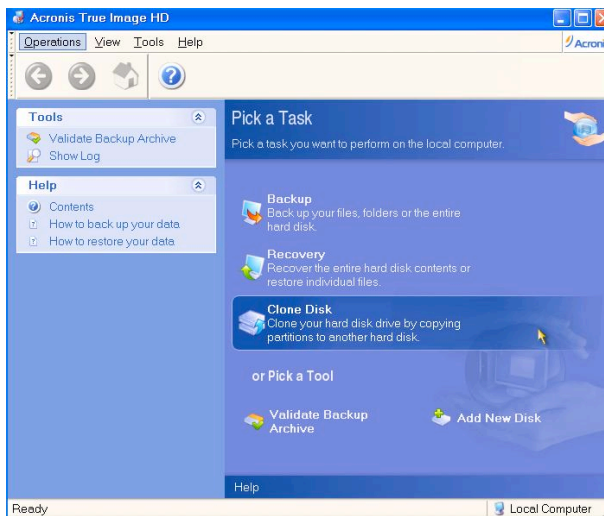 Acronis True Image HD
Operations View Tools Help
Acroni
Tools
Validate Backup Archive
Show Log
Help
Contents
How to back up your data
How to restore your data
Pick a Task
Pick a task you want to perform on the local computer.
Backup
Back up your files, folders or the entire
hard disk.
Recovery
Recover the entire hard disk contents or
restore individual files.
Clone Disk
Clone your hard disk drive by copying
partitions to another hard disk.
or Pick a Tool
Validate Backup
Archive
Add New Disk
Help
Ready
Local Computer